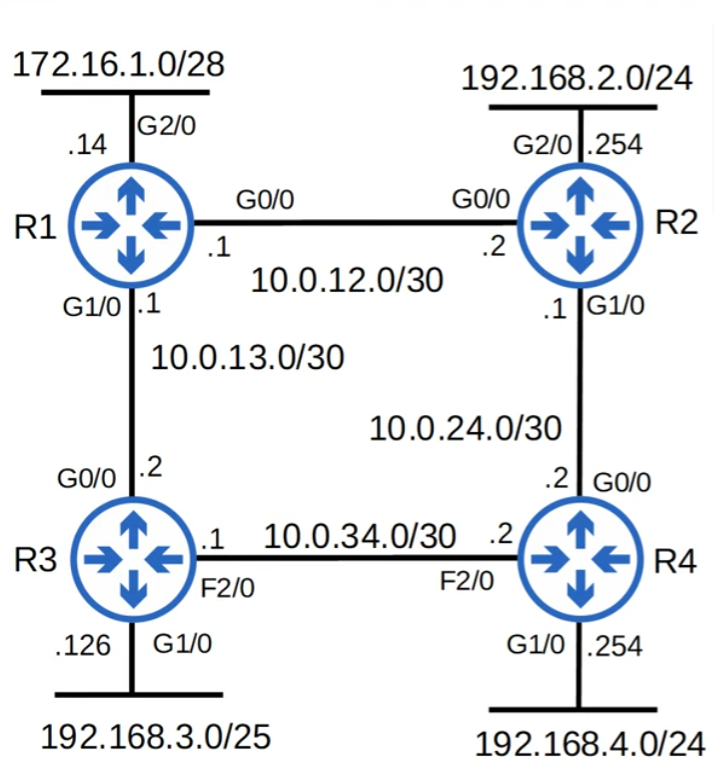 172.16.1.0/28
192.168.2.0/24
G2/0
.14
G2/0
.254
G0/0
G0/0
R1
R2
.1
.2
10.0.12.0/30
G1/0
.1
.1
G1/0
10.0.13.0/30
10.0.24.0/30
G0/0
.2
.2
G0/0
R3
.1
10.0.34.0/30
.2
R4
F2/0
F2/0
.126
G1/0
G1/0
.254
192.168.3.0/25
192.168.4.0/24